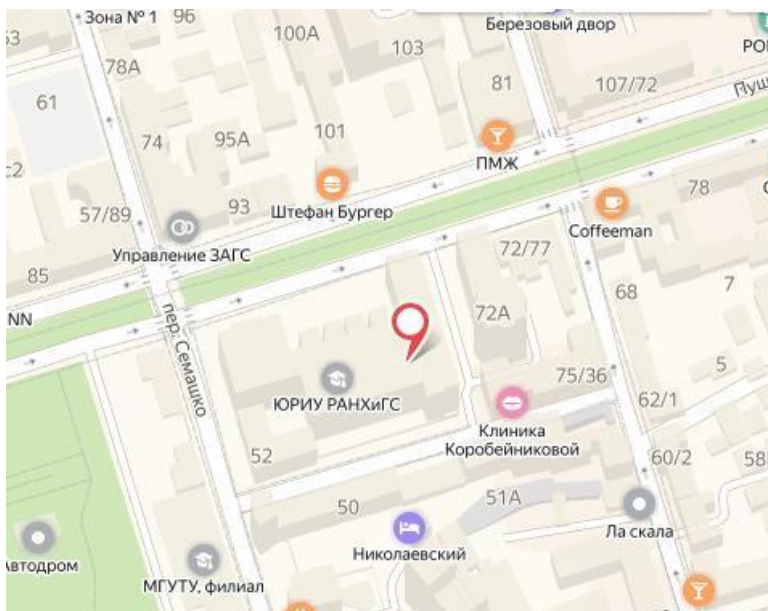 Зона № 1
96
100А
103
Березовый двор
РО
53
78А
61
74
95А
101
81
107/72
Пуш
ПМЖ
с2
57/89
93
Штефан Бургер
78
Управление ЗАГС
Coffeeman
85
72/77
7
68
NN
пер. Семашко
72А
ЮРИУ РАНХиГС
75/36
5
62/1
Клиника
Коробейниковой
52
60/2
58
50
51А
Николаевский
Ла скала
Автодром
МГУТУ, филиал